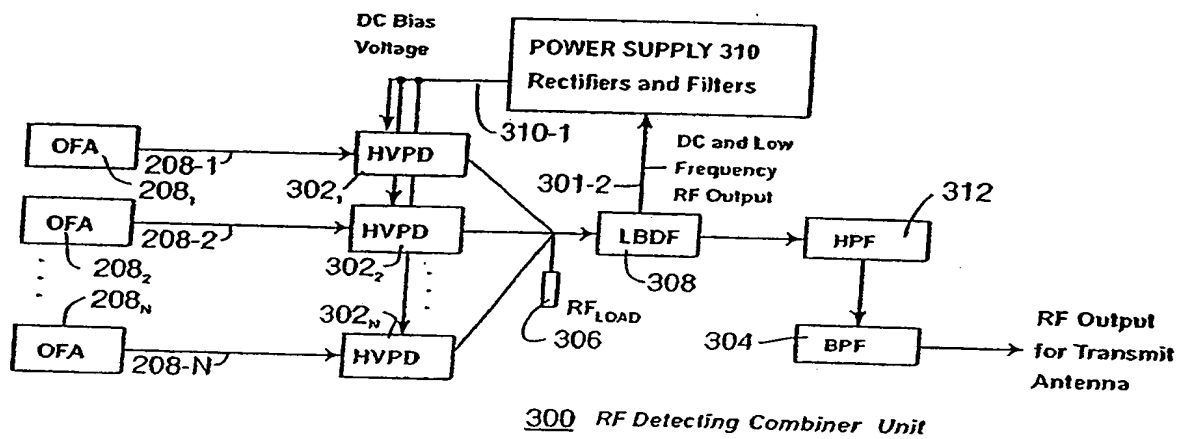 DC Bias
Voltage
POWER SUPPLY 310
Rectifiers and Filters
310-1
DC and Low
Frequency
RF Output
301-2
OFA
208-1
208₁
HVPD
302₁
OFA
208-2
208₂
HVPD
302₂
208N
OFA
208-N
302N
HVPD
RF LOAD
306
LBDF
308
HPF
312
304
BPF
RF Output
for Transmit
Antenna
300 RF Detecting Combiner Unit